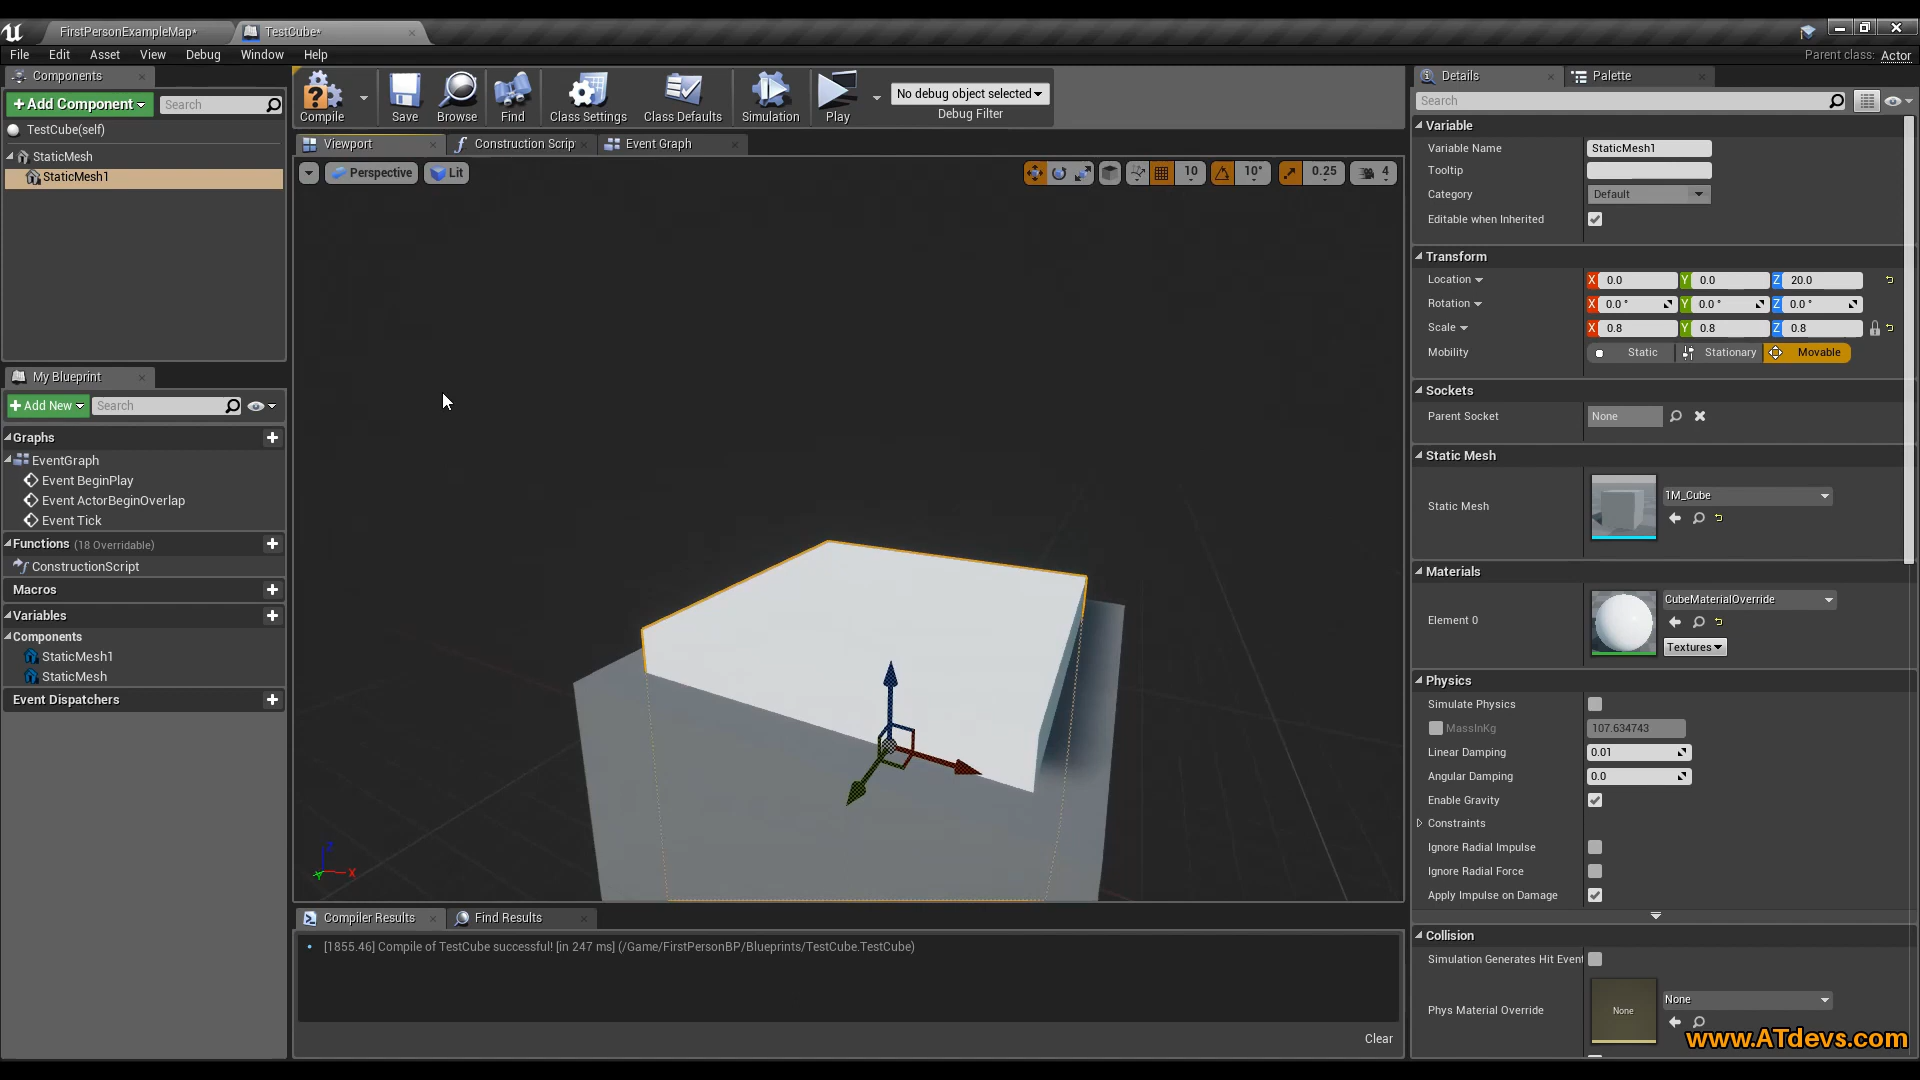 FirstPersonExampleMap*
TestCube*
File Edit Asset View Debug Window Help
Parent class: Actor
Components
+Add Component
Search
TestCube(self)
StaticMesh
StaticMesh1
Compile
Save
Browse
Find
Class Settings
Class Defaults
Simulation
Play
No debug object selected
Debug Filter
Viewport
Construction Scrip
Event Graph
Perspective
Lit
10
10°
0.25
4
My Blueprint
+Add New
Search
Graphs
EventGraph
Event BeginPlay
Event ActorBeginOverlap
Event Tick
Functions (18 Overridable)
ConstructionScript
Macros
Variables
Components
StaticMesh1
StaticMesh
Event Dispatchers
Z
X
Y
Compiler Results
Find Results
[1855.46] Compile of TestCube successful! [in 247 ms] (/Game/FirstPersonBP/Blueprints/TestCube.TestCube)
Clear
Details
Palette
Search
Variable
Variable Name StaticMesh1
Tooltip
Category Default
Editable when Inherited
Transform
Location X 0.0 Y 0.0 Z 20.0
Rotation X 0.0 ° Y 0.0 ° Z 0.0 °
Scale X 0.8 Y 0.8 Z 0.8
Mobility Static Stationary Movable
Sockets
Parent Socket None
Static Mesh
Static Mesh 1M_Cube
Materials
Element 0 CubeMaterialOverride
Textures
Physics
Simulate Physics
MassInKg 107.634743
Linear Damping 0.01
Angular Damping 0.0
Enable Gravity
Constraints
Ignore Radial Impulse
Ignore Radial Force
Apply Impulse on Damage
Collision
Simulation Generates Hit Event
Phys Material Override None None
www.ATdevs.com